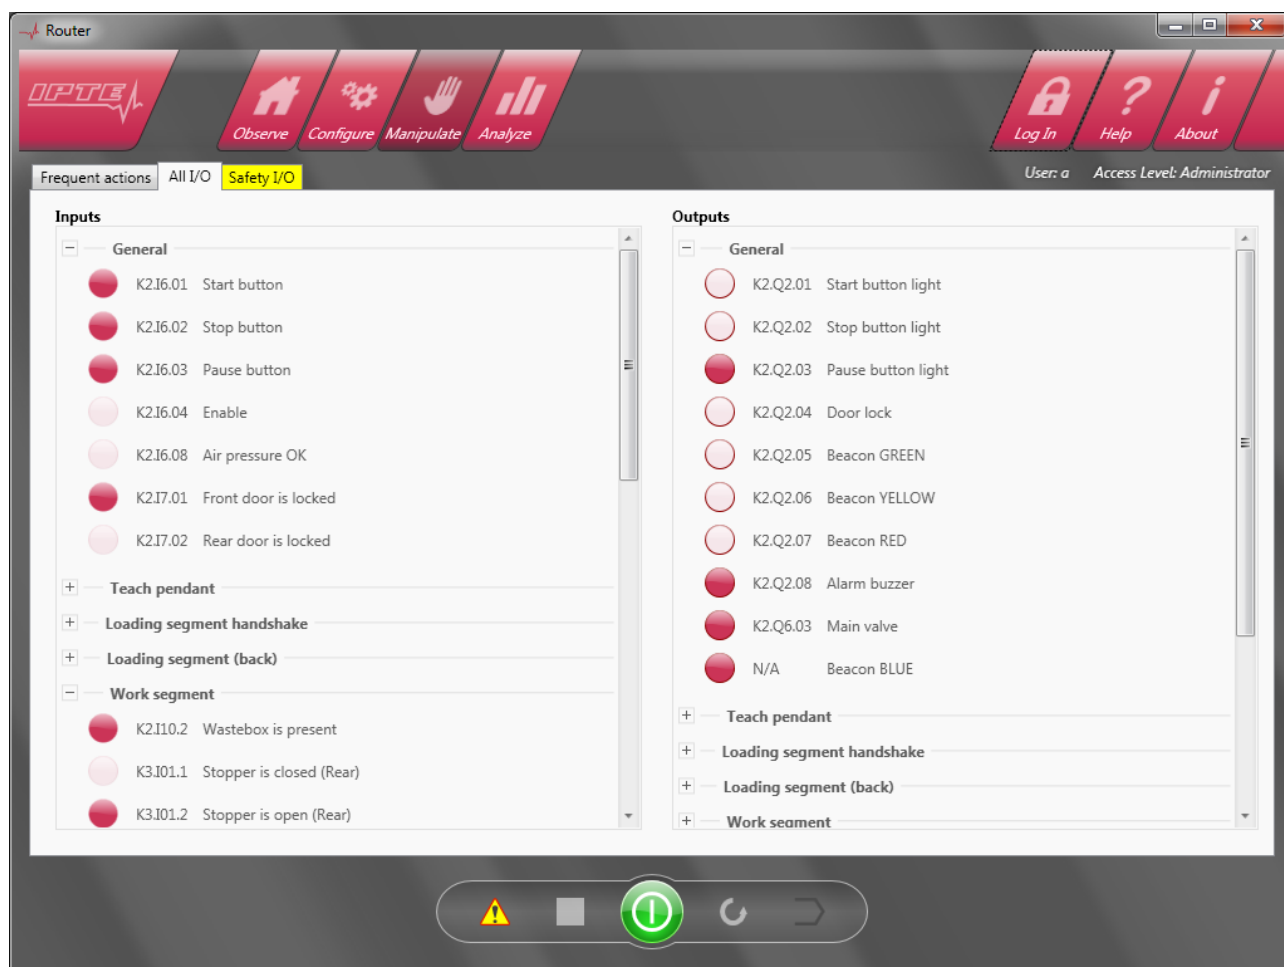 Router
IPTE
Observe
Configure
Manipulate
Analyze
Log In
Help
About
Frequent actions
All I/O
Safety I/O
User: a
Access Level: Administrator
Inputs
General
K2.I6.01 Start button
K2.I6.02 Stop button
K2.I6.03 Pause button
K2.I6.04 Enable
K2.I6.08 Air pressure OK
K2.I7.01 Front door is locked
K2.I7.02 Rear door is locked
Teach pendant
Loading segment handshake
Loading segment (back)
Work segment
K2.I10.2 Wastebox is present
K3.I01.1 Stopper is closed (Rear)
K3.I01.2 Stopper is open (Rear)
Outputs
General
K2.Q2.01 Start button light
K2.Q2.02 Stop button light
K2.Q2.03 Pause button light
K2.Q2.04 Door lock
K2.Q2.05 Beacon GREEN
K2.Q2.06 Beacon YELLOW
K2.Q2.07 Beacon RED
K2.Q2.08 Alarm buzzer
K2.Q6.03 Main valve
N/A Beacon BLUE
Teach pendant
Loading segment handshake
Loading segment (back)
Work segment